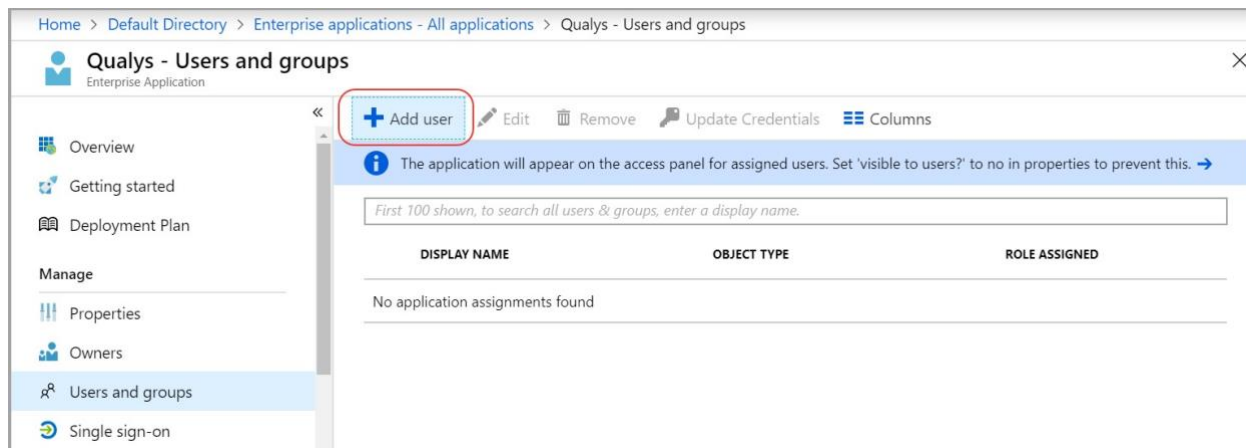 Home > Default Directory > Enterprise applications - All applications > Qualys - Users and groups
Qualys - Users and groups
Enterprise Application
Add user Edit Remove Update Credentials Columns
Overview
Getting started
Deployment Plan
Manage
Properties
Owners
Users and groups
Single sign-on
The application will appear on the access panel for assigned users. Set 'visible to users?' to no in properties to prevent this.
First 100 shown, to search all users & groups, enter a display name.
DISPLAY NAME OBJECT TYPE ROLE ASSIGNED
No application assignments found